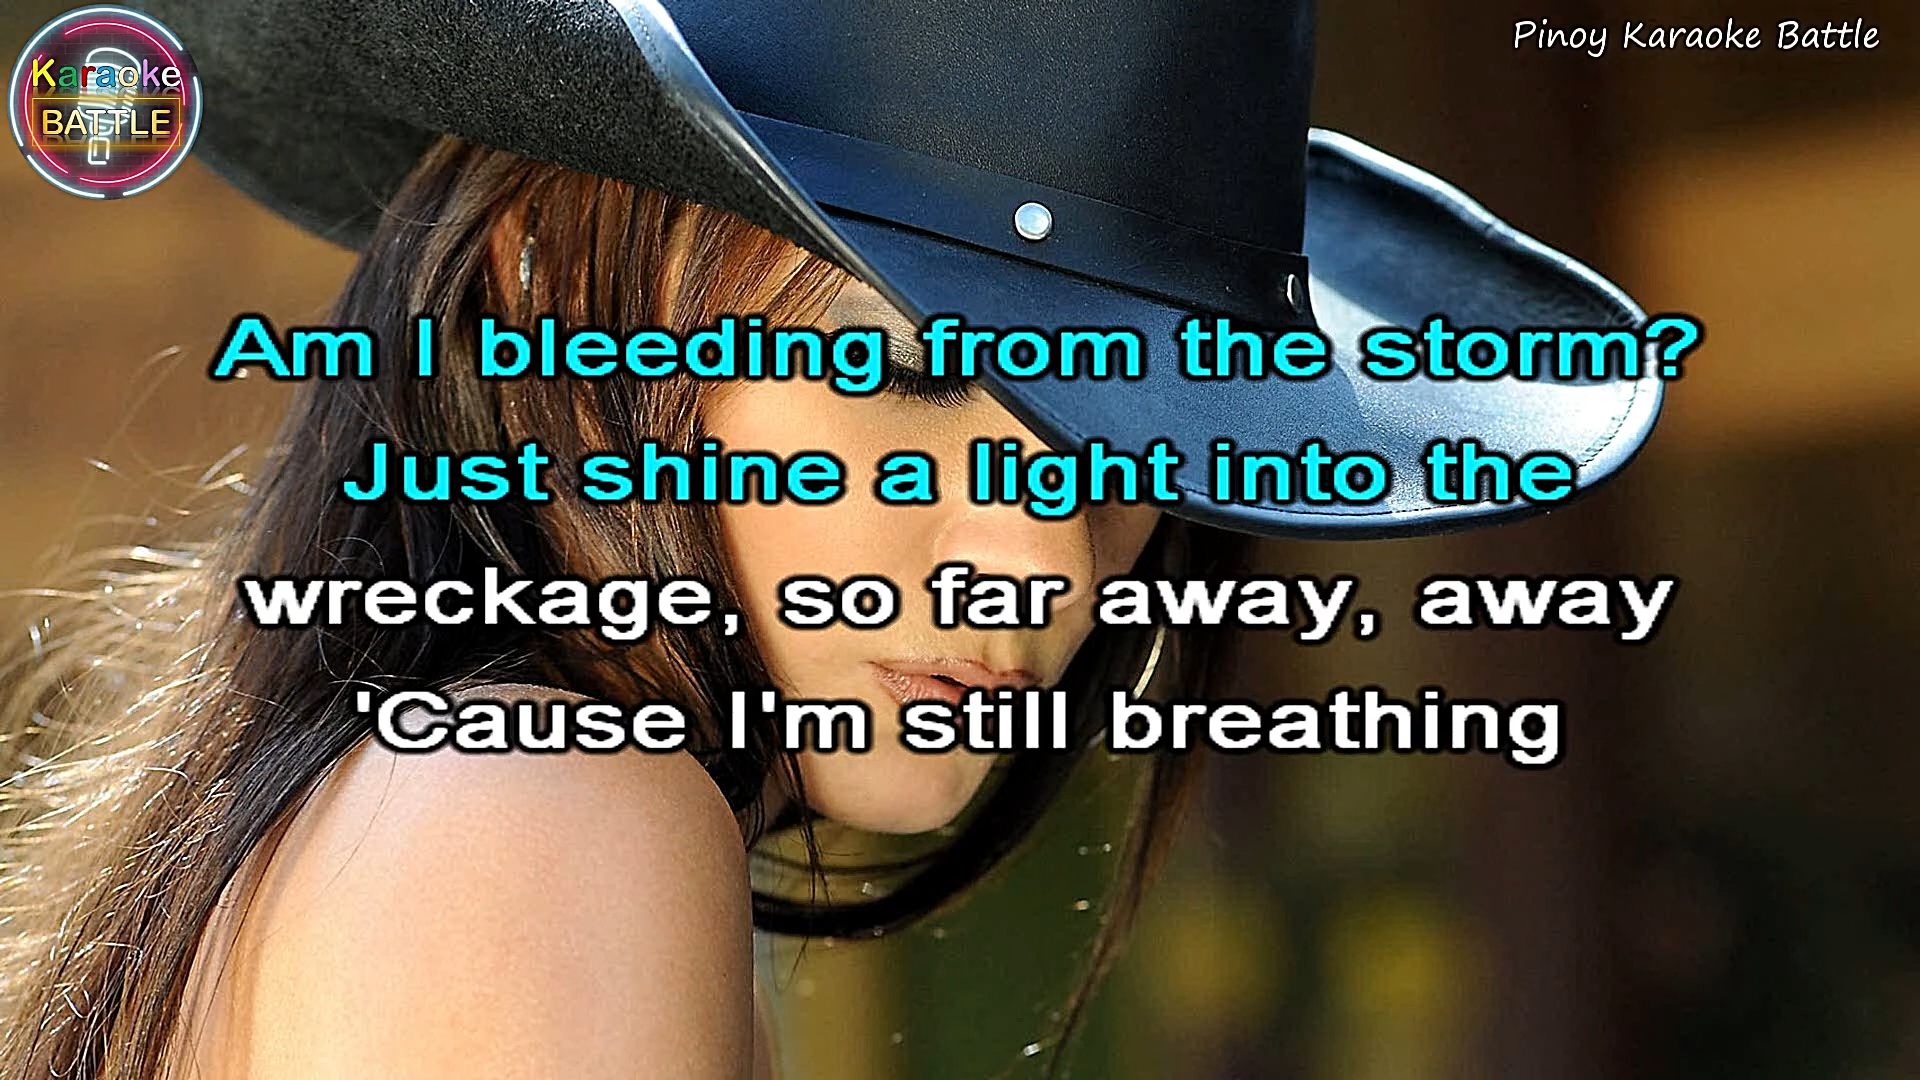 Karaoke
BATTLE
Pinoy Karaoke Battle
Am I bleeding from the storm?
Just shine a light into the
wreckage, so far away, away
'Cause I'm still breathing